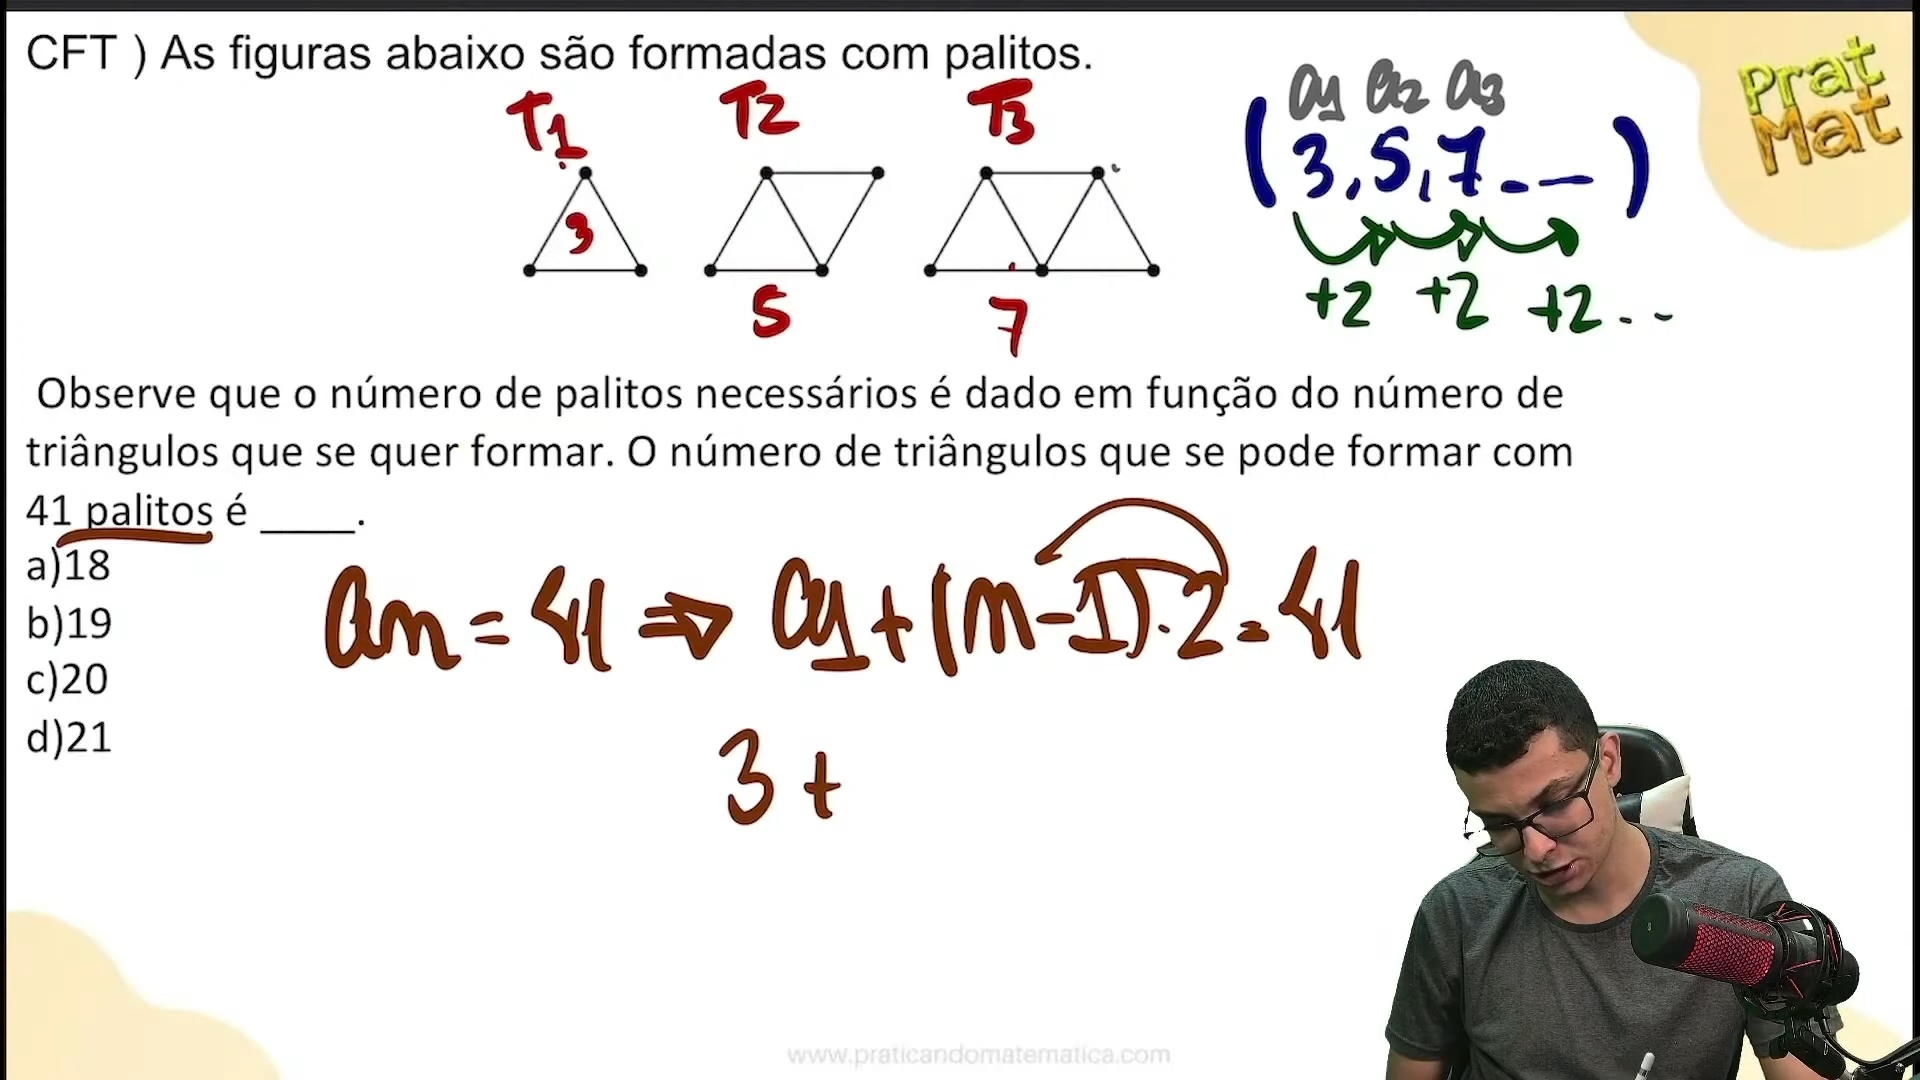 CFT ) As figuras abaixo são formadas com palitos.
Prat
Mat
T1 T2 T3
a1 a2 a3
(3,5,7...)
3
5 7
+2 +2 +2...
Observe que o número de palitos necessários é dado em função do número de
triângulos que se quer formar. O número de triângulos que se pode formar com
41 palitos é ____.
a)18
b)19
c)20
d)21
an = 41 ⇒ a1+(n-1).2=41
3 +
www.praticandomatematica.com